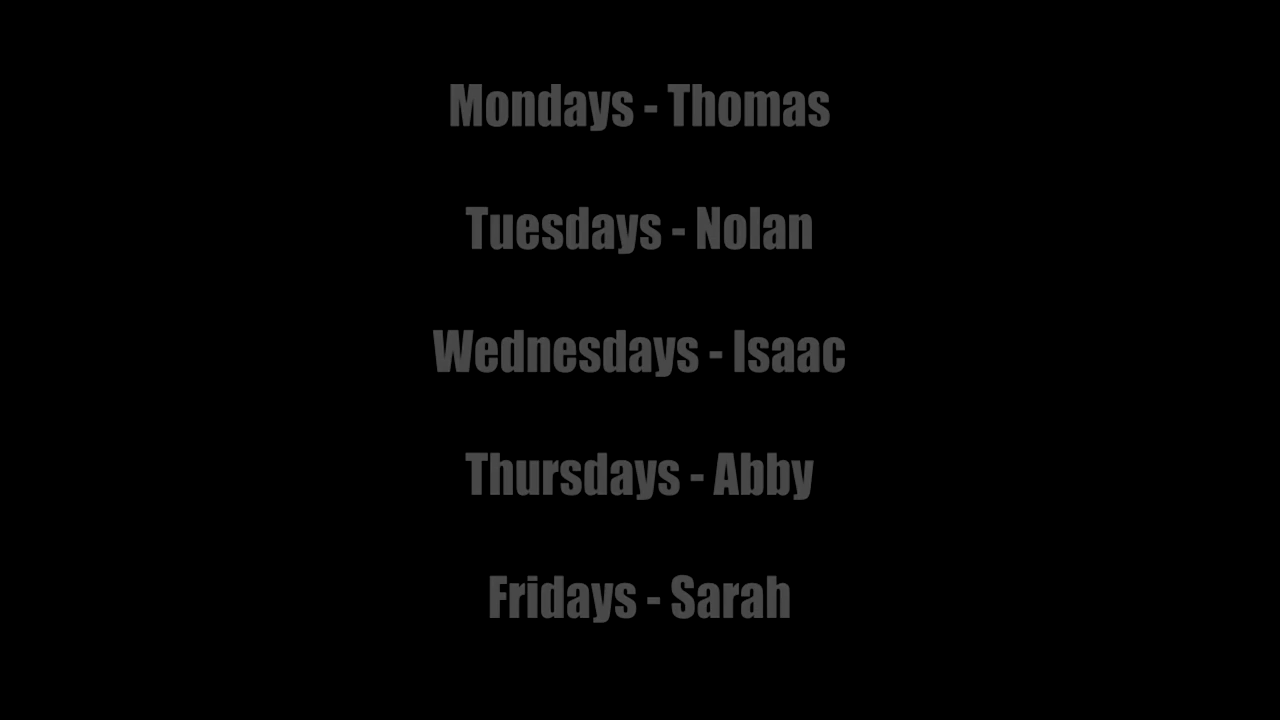 Mondays - Thomas
Tuesdays - Nolan
Wednesdays - Isaac
Thursdays - Abby
Fridays - Sarah